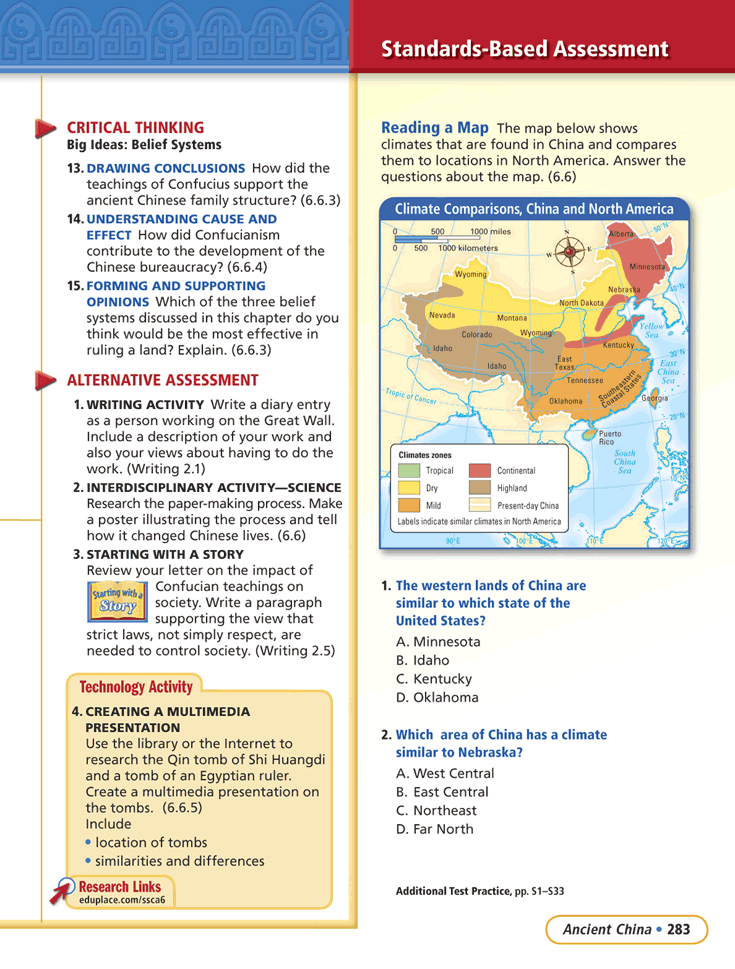 Standards-Based Assessment
CRITICAL THINKING
Big Ideas: Belief Systems
13. DRAWING CONCLUSIONS How did the
teachings of Confucius support the
ancient Chinese family structure? (6.6.3)
14. UNDERSTANDING CAUSE AND
EFFECT How did Confucianism
contribute to the development of the
Chinese bureaucracy? (6.6.4)
15. FORMING AND SUPPORTING
OPINIONS Which of the three belief
systems discussed in this chapter do you
think would be the most effective in
ruling a land? Explain. (6.6.3)
ALTERNATIVE ASSESSMENT
1. WRITING ACTIVITY Write a diary entry
as a person working on the Great Wall.
Include a description of your work and
also your views about having to do the
work. (Writing 2.1)
2. INTERDISCIPLINARY ACTIVITY—SCIENCE
Research the paper-making process. Make
a poster illustrating the process and tell
how it changed Chinese lives. (6.6)
3. STARTING WITH A STORY
Review your letter on the impact of
Starting with a
Story
Confucian teachings on
society. Write a paragraph
supporting the view that
strict laws, not simply respect, are
needed to control society. (Writing 2.5)
Technology Activity
4. CREATING A MULTIMEDIA
PRESENTATION
Use the library or the Internet to
research the Qin tomb of Shi Huangdi
and a tomb of an Egyptian ruler.
Create a multimedia presentation on
the tombs. (6.6.5)
Include
• location of tombs
• similarities and differences
Research Links
eduplace.com/ssca6
Reading a Map The map below shows
climates that are found in China and compares
them to locations in North America. Answer the
questions about the map. (6.6)
Climate Comparisons, China and North America
0 500 1000 miles
0 500 1000 kilometers
N
W E
S
Alberta
50°N
Minnesota
Wyoming
Nebraska
40°N
North Dakota
Nevada
Montana
Yellow
Sea
Colorado
Wyoming
Kentucky
Idaho
30°N
East
Texas
East
China
Sea
Idaho
Tennessee
Southeastern
Coastal States
Georgia
Tropic of Cancer
Oklahoma
20°N
Puerto
Rico
South
China
Sea
10°N
Climates zones
Tropical
Continental
Dry
Highland
Mild
Present-day China
Labels indicate similar climates in North America
90°E 100°E 110°E 120°E
1. The western lands of China are
similar to which state of the
United States?
A. Minnesota
B. Idaho
C. Kentucky
D. Oklahoma
2. Which area of China has a climate
similar to Nebraska?
A. West Central
B. East Central
C. Northeast
D. Far North
Additional Test Practice, pp. S1–S33
Ancient China • 283